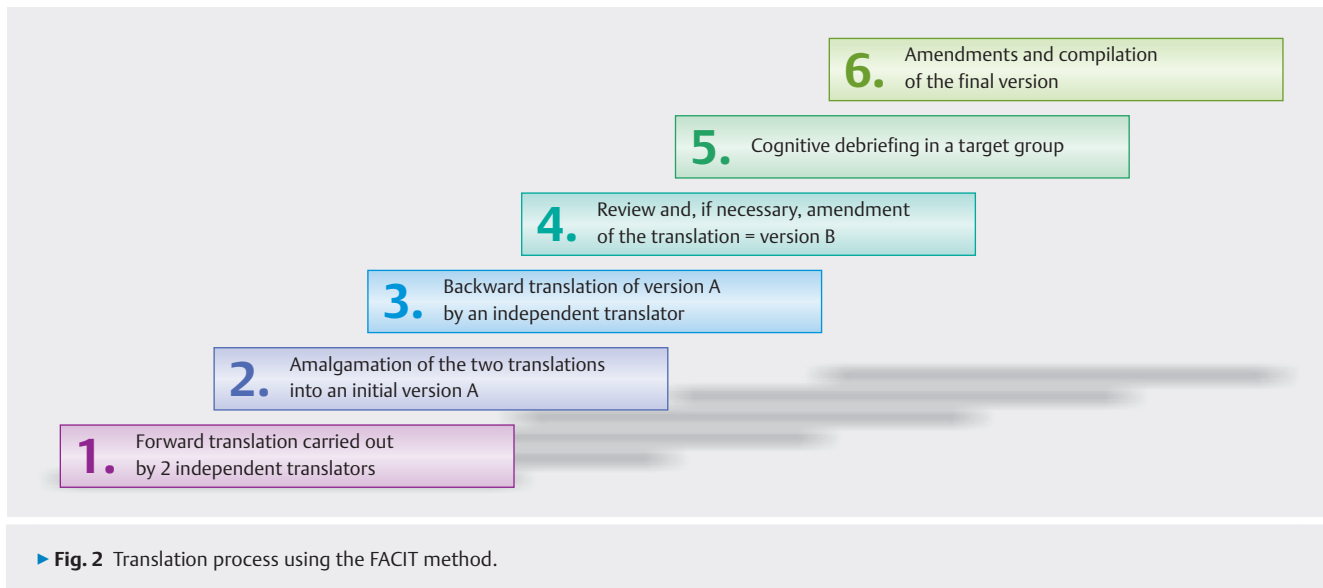 6. Amendments and compilation
of the final version
5. Cognitive debriefing in a target group
4. Review and, if necessary, amendment
of the translation = version B
3. Backward translation of version A
by an independent translator
2. Amalgamation of the two translations
into an initial version A
1. Forward translation carried out
by 2 independent translators
▶ Fig. 2 Translation process using the FACIT method.